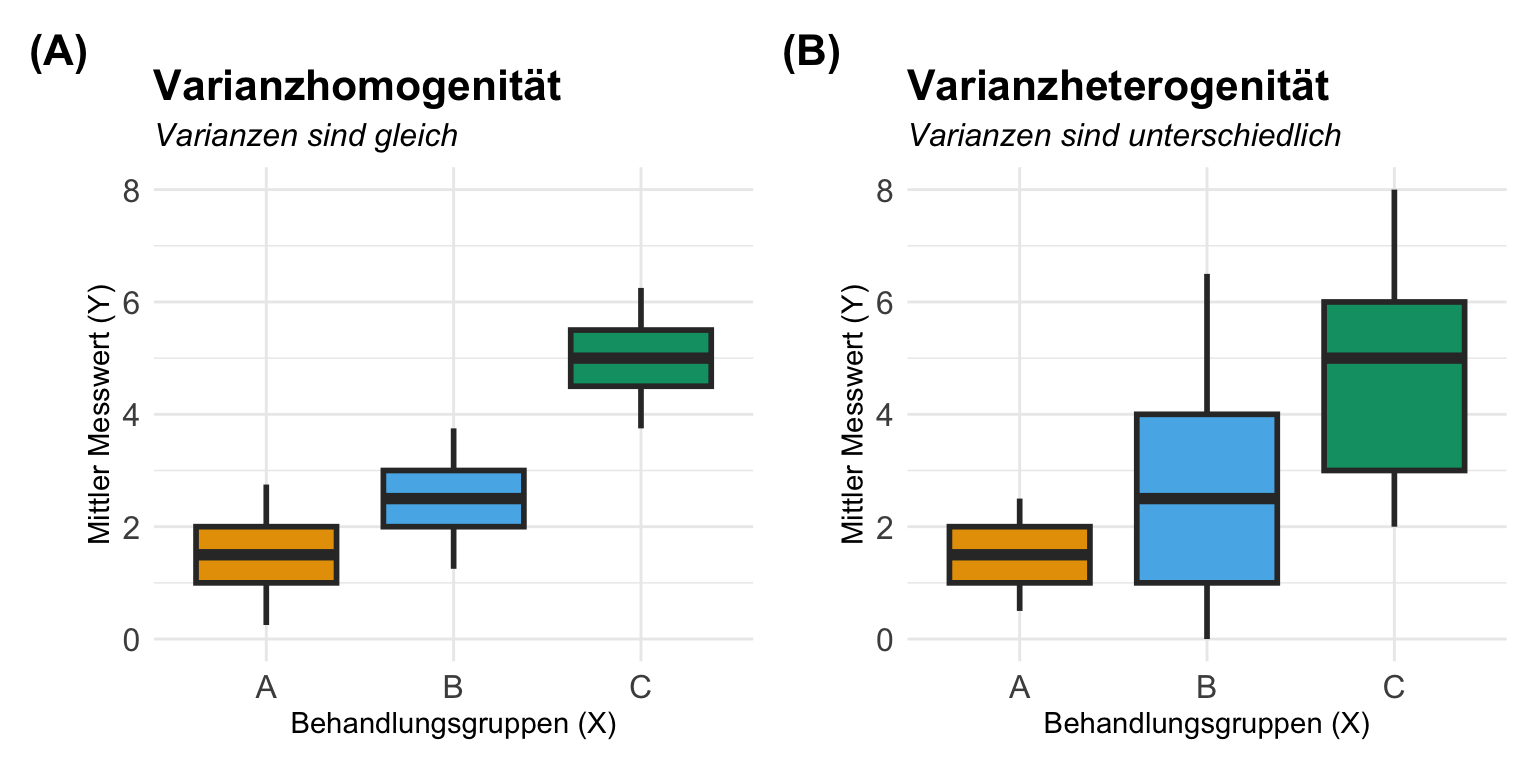 (A)
Varianzhomogenität
Varianzen sind gleich
Mittler Messwert (Y)
8
6
4
2
0
A B C
Behandlungsgruppen (X)
(B)
Varianzheterogenität
Varianzen sind unterschiedlich
Mittler Messwert (Y)
8
6
4
2
0
A B C
Behandlungsgruppen (X)